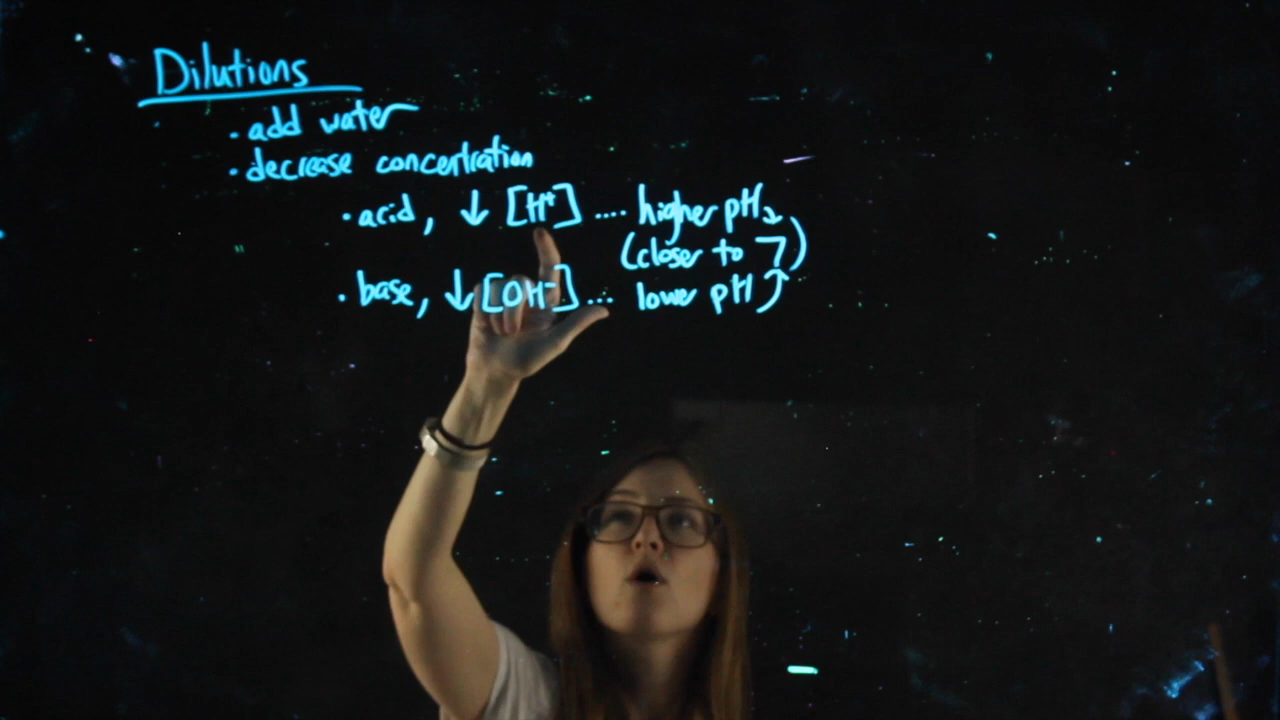 Dilutions
· add water
· decrease concentration
· acid, ↓ [H⁺] .... higher pH
(closer to 7)
· base, ↓ [OH⁻] ... lower pH